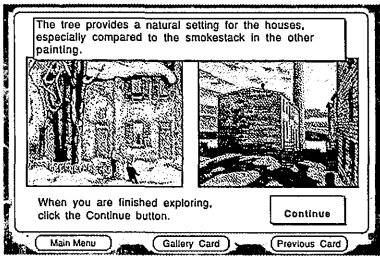 The tree provides a natural setting for the houses,
especially compared to the smokestack in the other
painting.
When you are finished exploring,
click the Continue button.
Continue
Main Menu
Gallery Card
Previous Card